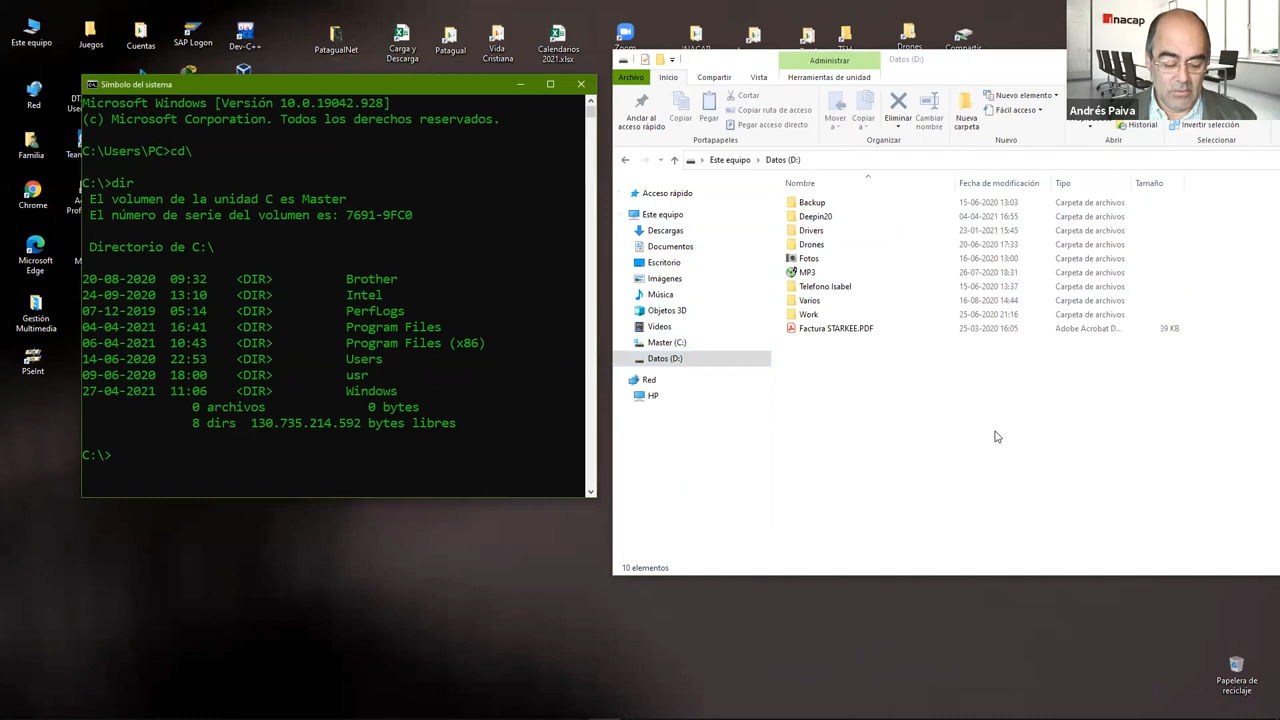 Este equipo
Juegos
Cuentas
SAP Logon
Dev-C++
PatagualNet
Carga y
Descarga
Patagual
Vida
Cristiana
Calendarios
2021.xlsx
Zoom
INACAP
TSH
Drones
Compartir
Red
Familia
Chrome
Microsoft
Edge
Gestión
Multimedia
PSeInt
Símbolo del sistema
Microsoft Windows [Versión 10.0.19042.928]
(c) Microsoft Corporation. Todos los derechos reservados.
C:\Users\PC>cd\
C:\>dir
El volumen de la unidad C es Master
El número de serie del volumen es: 7691-9FC0
Directorio de C:\
20-08-2020 09:32 <DIR> Brother
24-09-2020 13:10 <DIR> Intel
07-12-2019 05:14 <DIR> PerfLogs
04-04-2021 16:41 <DIR> Program Files
06-04-2021 10:43 <DIR> Program Files (x86)
14-06-2020 22:53 <DIR> Users
09-06-2020 18:00 <DIR> usr
27-04-2021 11:06 <DIR> Windows
0 archivos 0 bytes
8 dirs 130.735.214.592 bytes libres
C:\>
Administrar
Datos (D:)
Archivo Inicio Compartir Vista Herramientas de unidad
Anclar al
acceso rápido
Copiar
Pegar
Cortar
Copiar ruta de acceso
Pegar acceso directo
Portapapeles
Mover
a
Copiar
a
Eliminar
Cambiar
nombre
Organizar
Nueva
carpeta
Nuevo elemento
Fácil acceso
Nuevo
Historial
Abrir
Invertir selección
Seleccionar
Este equipo > Datos (D:)
Acceso rápido
Este equipo
Descargas
Documentos
Escritorio
Imágenes
Música
Objetos 3D
Videos
Master (C:)
Datos (D:)
Red
HP
Nombre Fecha de modificación Tipo Tamaño
Backup 15-06-2020 13:03 Carpeta de archivos
Deepin20 04-04-2021 16:55 Carpeta de archivos
Drivers 23-01-2021 15:45 Carpeta de archivos
Drones 20-06-2020 17:33 Carpeta de archivos
Fotos 16-06-2020 13:00 Carpeta de archivos
MP3 26-07-2020 18:31 Carpeta de archivos
Telefono Isabel 15-06-2020 13:37 Carpeta de archivos
Varios 16-08-2020 14:44 Carpeta de archivos
Work 25-06-2020 21:16 Carpeta de archivos
Factura STARKEE.PDF 25-03-2020 16:05 Adobe Acrobat D... 39 KB
10 elementos
inacap
Andrés Paiva
Papelera de
reciclaje